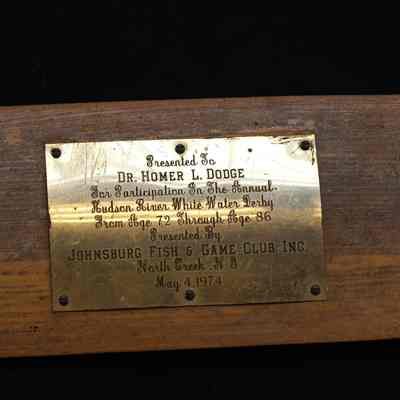 Presented To
DR. HOMER L. DODGE
For Participation In The Annual
Hudson River White Water Derby
From Age 72 Through Age 86
Presented By
JOHNSBURG FISH & GAME CLUB INC.
North Creek, N Y
May 4, 1974